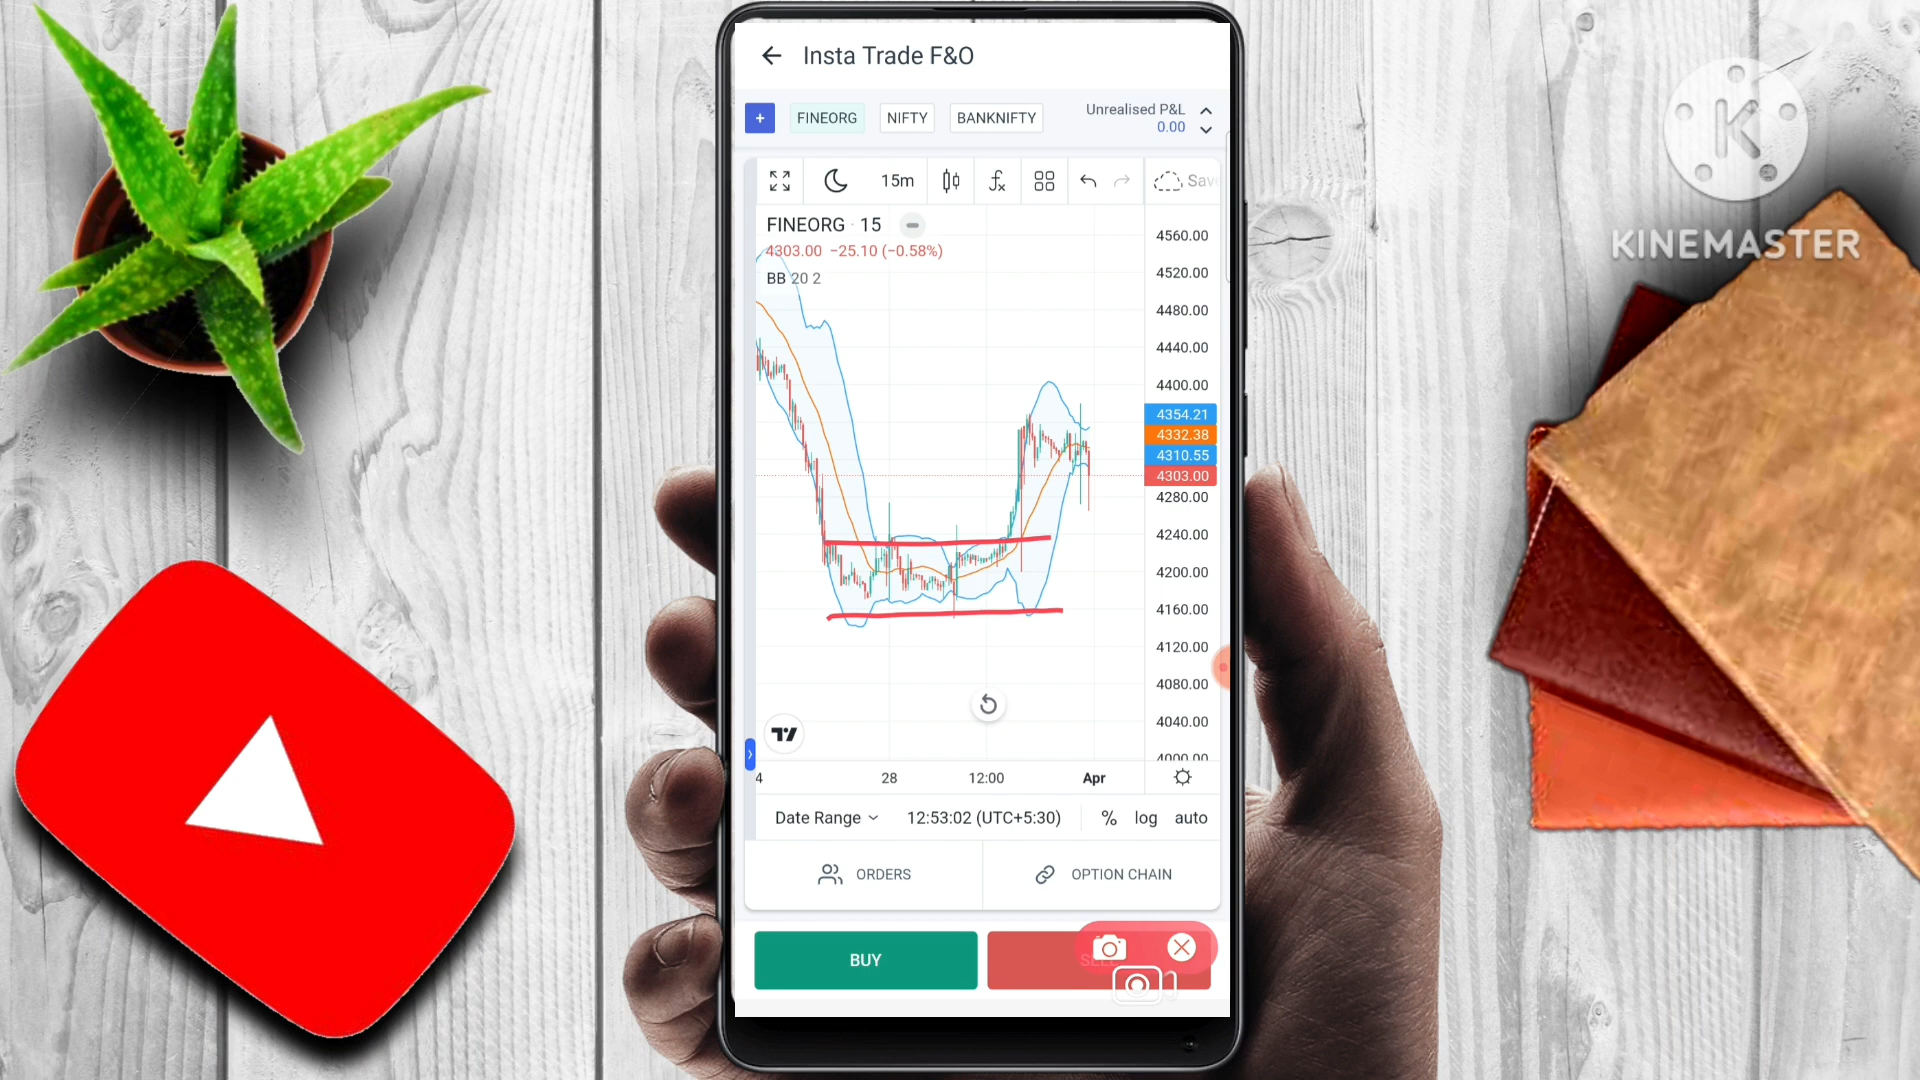 Insta Trade F&O
+ FINEORG NIFTY BANKNIFTY
Unrealised P&L
0.00
15m
FINEORG · 15
4303.00 −25.10 (−0.58%)
BB 20 2
4560.00
4520.00
4480.00
4440.00
4400.00
4354.21
4332.38
4310.55
4303.00
4280.00
4240.00
4200.00
4160.00
4120.00
4080.00
4040.00
4000.00
4 28 12:00 Apr
Date Range 12:53:02 (UTC+5:30) % log auto
ORDERS OPTION CHAIN
BUY
K
KINEMASTER